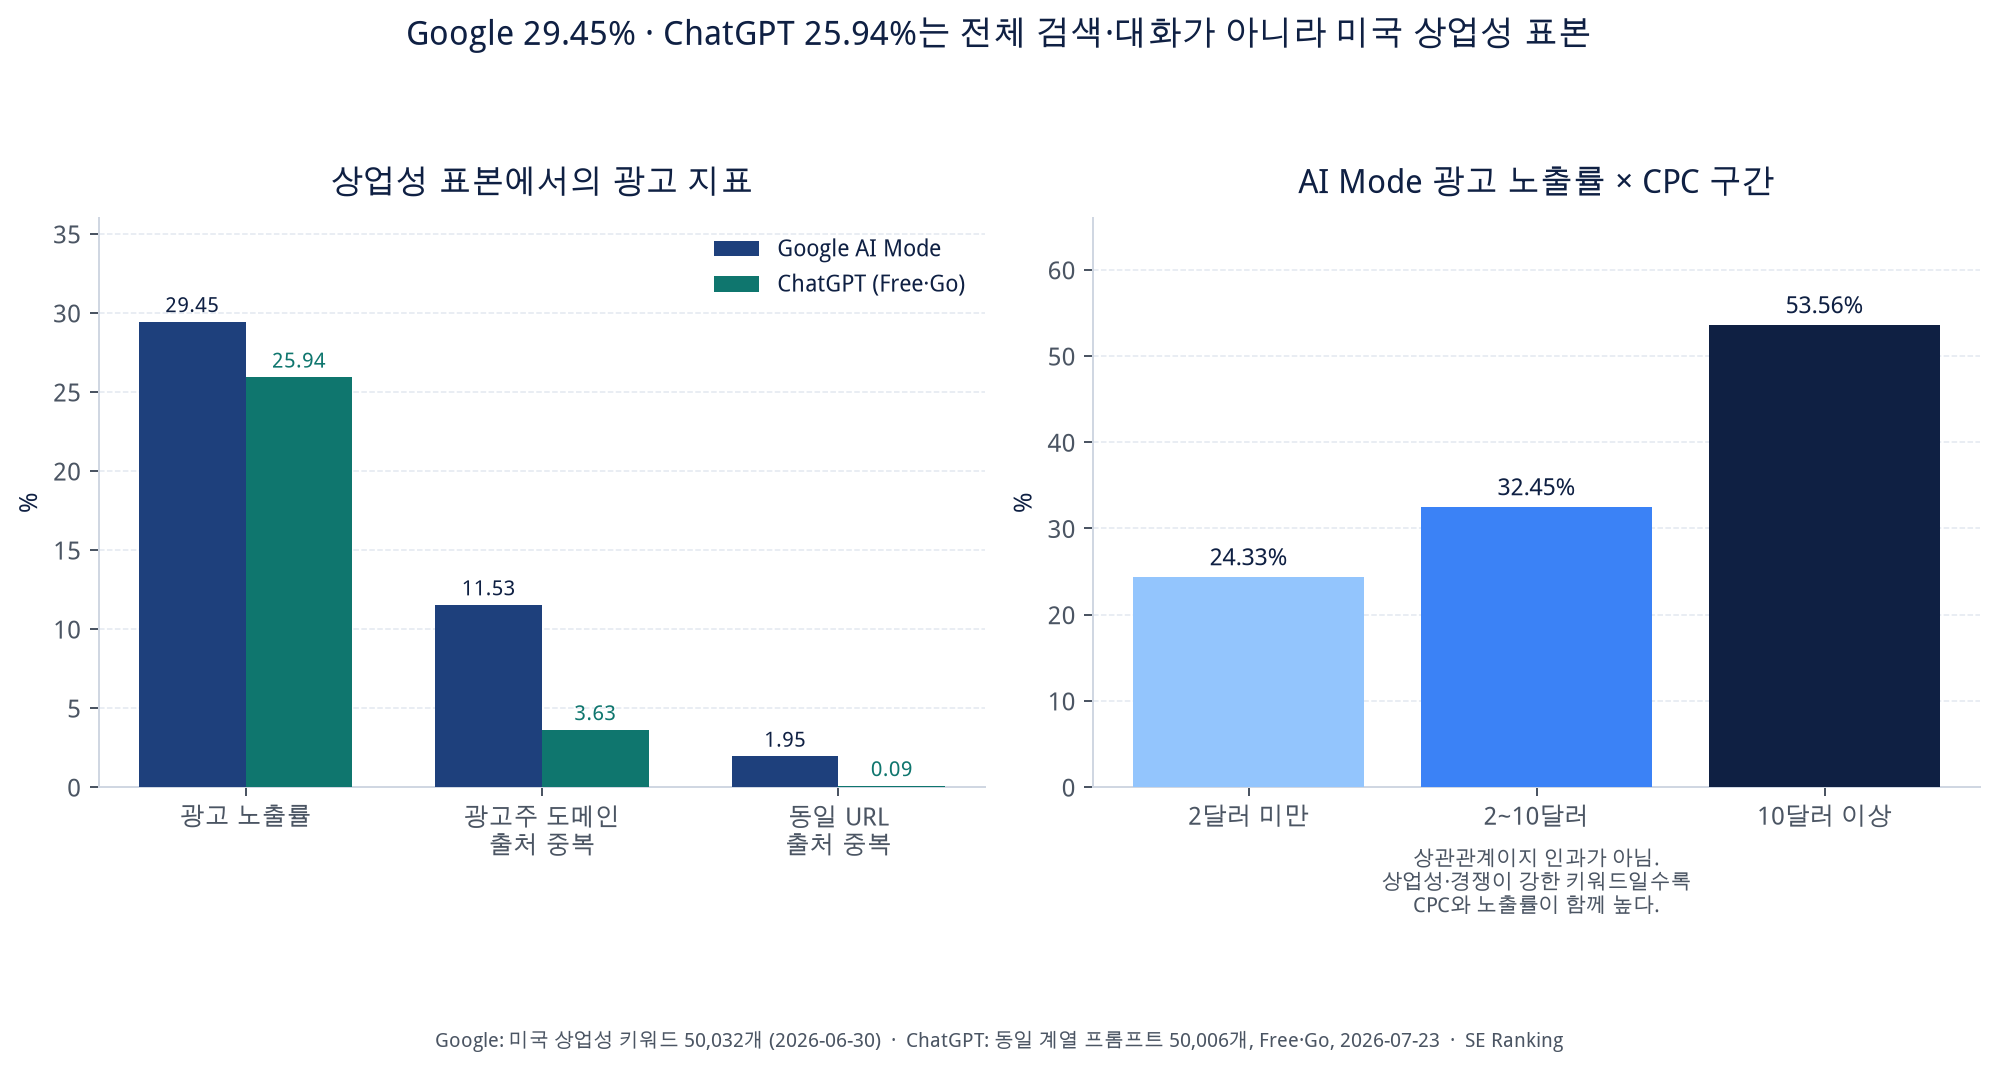 Google 29.45% · ChatGPT 25.94%는 전체 검색·대화가 아니라 미국 상업성 표본
상업성 표본에서의 광고 지표
%
35
30
25
20
15
10
5
0
Google AI Mode
ChatGPT (Free·Go)
29.45
25.94
11.53
3.63
1.95
0.09
광고 노출률
광고주 도메인
출처 중복
동일 URL
출처 중복
AI Mode 광고 노출률 × CPC 구간
%
60
50
40
30
20
10
0
24.33%
32.45%
53.56%
2달러 미만
2~10달러
10달러 이상
상관관계이지 인과가 아님.
상업성·경쟁이 강한 키워드일수록
CPC와 노출률이 함께 높다.
Google: 미국 상업성 키워드 50,032개 (2026-06-30) · ChatGPT: 동일 계열 프롬프트 50,006개, Free·Go, 2026-07-23 · SE Ranking